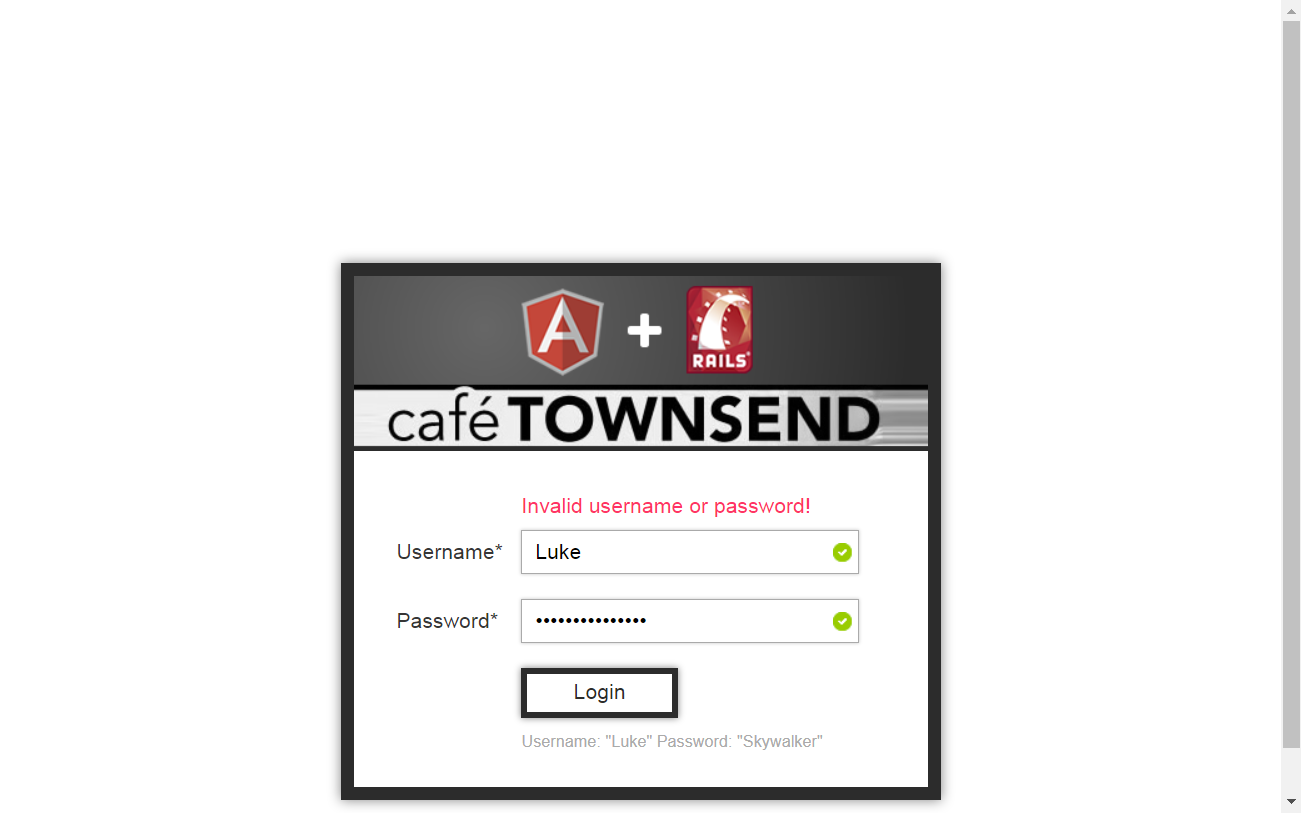 A
RAILS
café TOWNSEND
Invalid username or password!
Username*
Luke
Password*
•••••••••••••••
Login
Username: "Luke" Password: "Skywalker"